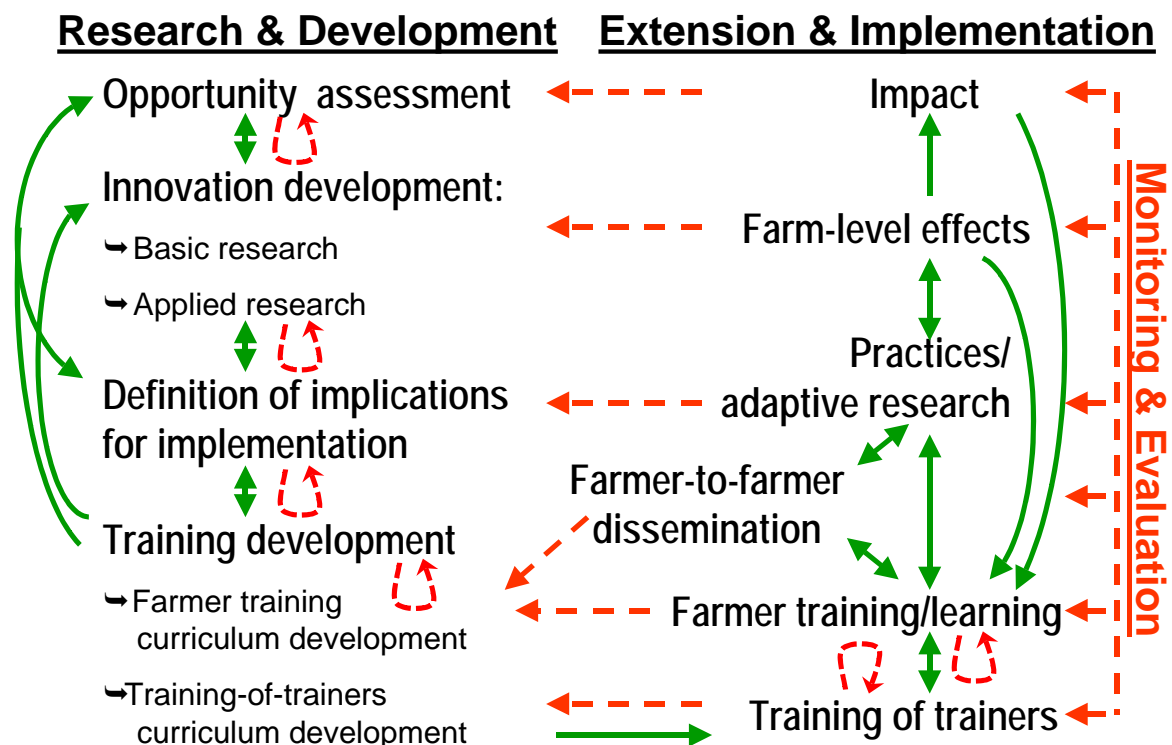 Research & Development
Extension & Implementation
Opportunity assessment
Innovation development:
Basic research
Applied research
Definition of implications
for implementation
Training development
Farmer training
curriculum development
Training-of-trainers
curriculum development
Impact
Farm-level effects
Practices/
adaptive research
Farmer-to-farmer
dissemination
Farmer training/learning
Training of trainers
Monitoring & Evaluation